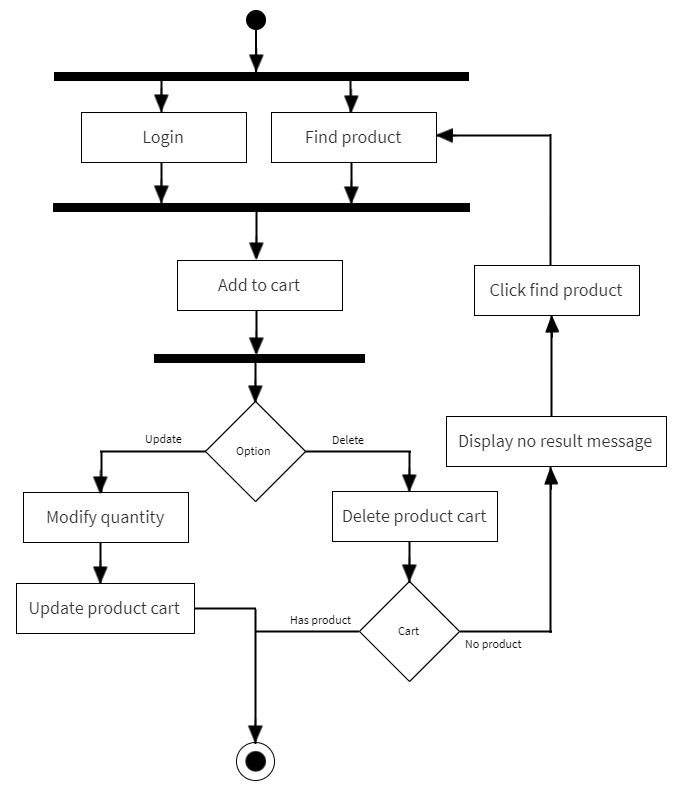 Login
Find product
Add to cart
Click find product
Update
Option
Delete
Display no result message
Modify quantity
Delete product cart
Update product cart
Has product
Cart
No product